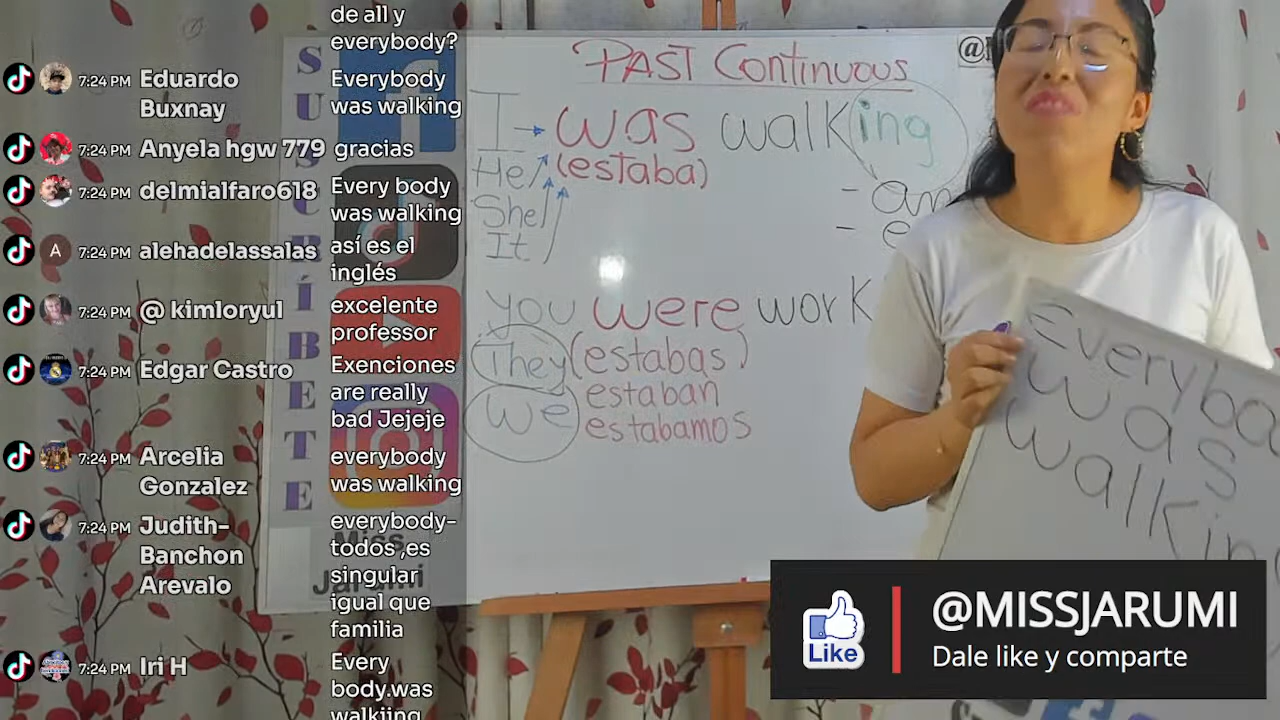 de all y
everybody?
7:24 PM Eduardo Buxnay
Everybody
was walking
7:24 PM Anyela hgw 779 gracias
7:24 PM delmialfaro618
Every body
was walking
A 7:24 PM alehadelassalas
así es el
inglés
7:24 PM @ kimloryul
excelente
professor
7:24 PM Edgar Castro
Exenciones
are really
bad Jejeje
7:24 PM Arcelia Gonzalez
everybody
was walking
7:24 PM Judith-
Banchon
Arevalo
everybody-
todos ,es
singular
igual que
familia
7:24 PM Iri H
Every
body.was
walkiing
SUSCRÍBETE
Miss
Jarumi
PAST Continuous
I was walking
He/ (estaba)
She/
It
- an
you were work
They (estabas)
We estaban
estabamos
was
Like
@MISSJARUMI
Dale like y comparte